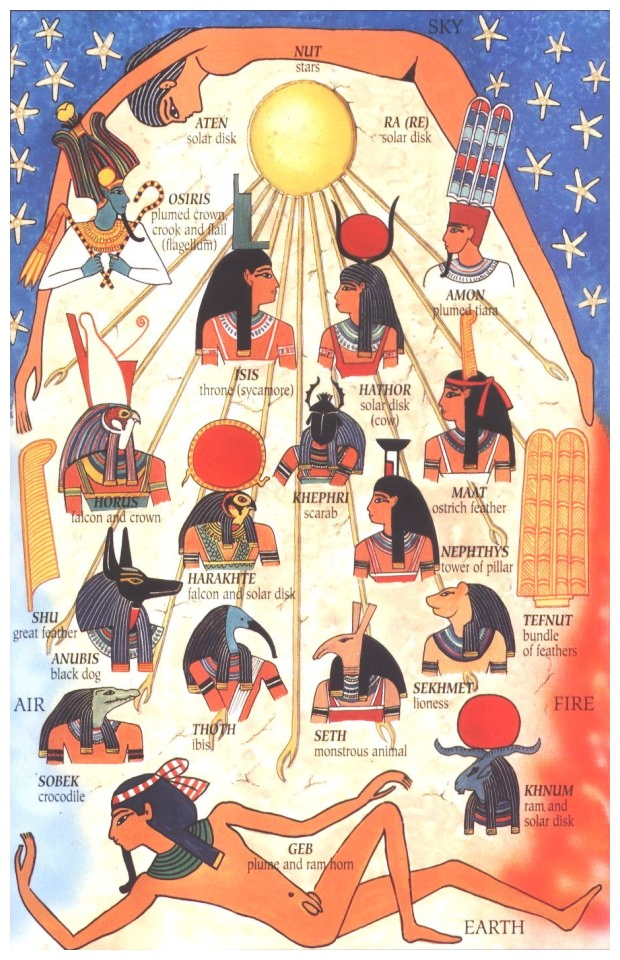 SKY
NUT
stars
ATEN
solar disk
RA (RE)
solar disk
OSIRIS
plumed crown,
crook and flail
(flagellum)
AMON
plumed tiara
ISIS
throne (sycamore)
HATHOR
solar disk
(cow)
HORUS
falcon and crown
KHEPHRI
scarab
MAAT
ostrich feather
HARAKHTE
falcon and solar disk
NEPHTHYS
tower of pillar
SHU
great feather
TEFNUT
bundle
of feathers
ANUBIS
black dog
AIR
THOTH
ibis
SETH
monstrous animal
SEKHMET
lioness
FIRE
SOBEK
crocodile
KHNUM
ram and
solar disk
GEB
plume and ram horn
EARTH